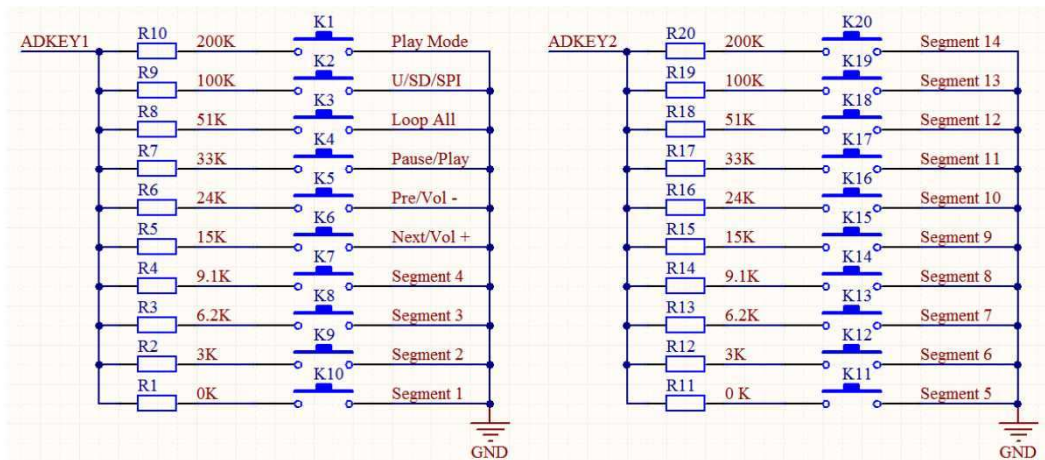 K1 K20
ADKEY1 R10 200K Play Mode ADKEY2 R20 200K Segment 14
K2 K19
R9 100K U/SD/SPI R19 100K Segment 13
K3 K18
R8 51K Loop All R18 51K Segment 12
K4 K17
R7 33K Pause/Play R17 33K Segment 11
K5 K16
R6 24K Pre/Vol - R16 24K Segment 10
K6 K15
R5 15K Next/Vol + R15 15K Segment 9
K7 K14
R4 9.1K Segment 4 R14 9.1K Segment 8
K8 K13
R3 6.2K Segment 3 R13 6.2K Segment 7
K9 K12
R2 3K Segment 2 R12 3K Segment 6
K10 K11
R1 0K Segment 1 R11 0 K Segment 5
GND GND